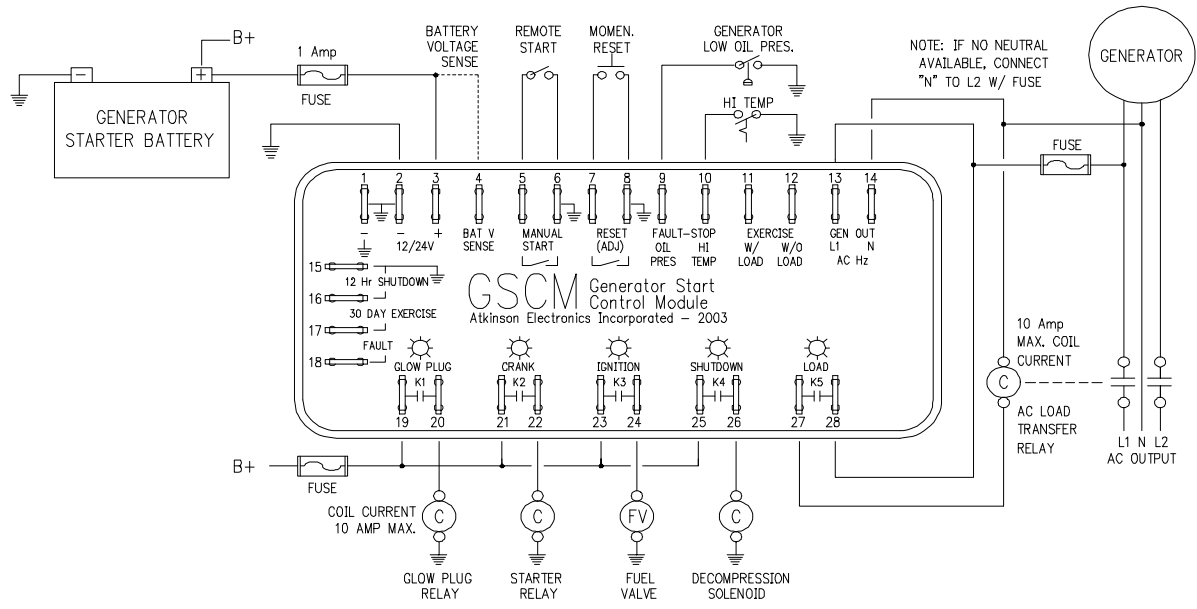 B+
1 Amp
FUSE
− +
GENERATOR
STARTER BATTERY
BATTERY
VOLTAGE
SENSE
REMOTE
START
MOMEN.
RESET
GENERATOR
LOW OIL PRES.
HI TEMP
NOTE: IF NO NEUTRAL
AVAILABLE, CONNECT
"N" TO L2 W/ FUSE
GENERATOR
FUSE
1 2 3 4 5 6 7 8 9 10 11 12 13 14
− − +
12/24V
BAT V
SENSE
MANUAL
START
RESET
(ADJ)
FAULT-STOP
OIL
PRES
HI
TEMP
EXERCISE
W/
LOAD
W/O
LOAD
GEN OUT
L1 N
AC Hz
15
12 Hr SHUTDOWN
16
30 DAY EXERCISE
17
FAULT
18
GSCM
Generator Start
Control Module
Atkinson Electronics Incorporated - 2003
GLOW PLUG
K1
CRANK
K2
IGNITION
K3
SHUTDOWN
K4
LOAD
K5
19 20 21 22 23 24 25 26 27 28
10 Amp
MAX. COIL
CURRENT
C
AC LOAD
TRANSFER
RELAY
L1 N L2
AC OUTPUT
B+
FUSE
COIL CURRENT
10 AMP MAX.
C C FV C
GLOW PLUG
RELAY
STARTER
RELAY
FUEL
VALVE
DECOMPRESSION
SOLENOID